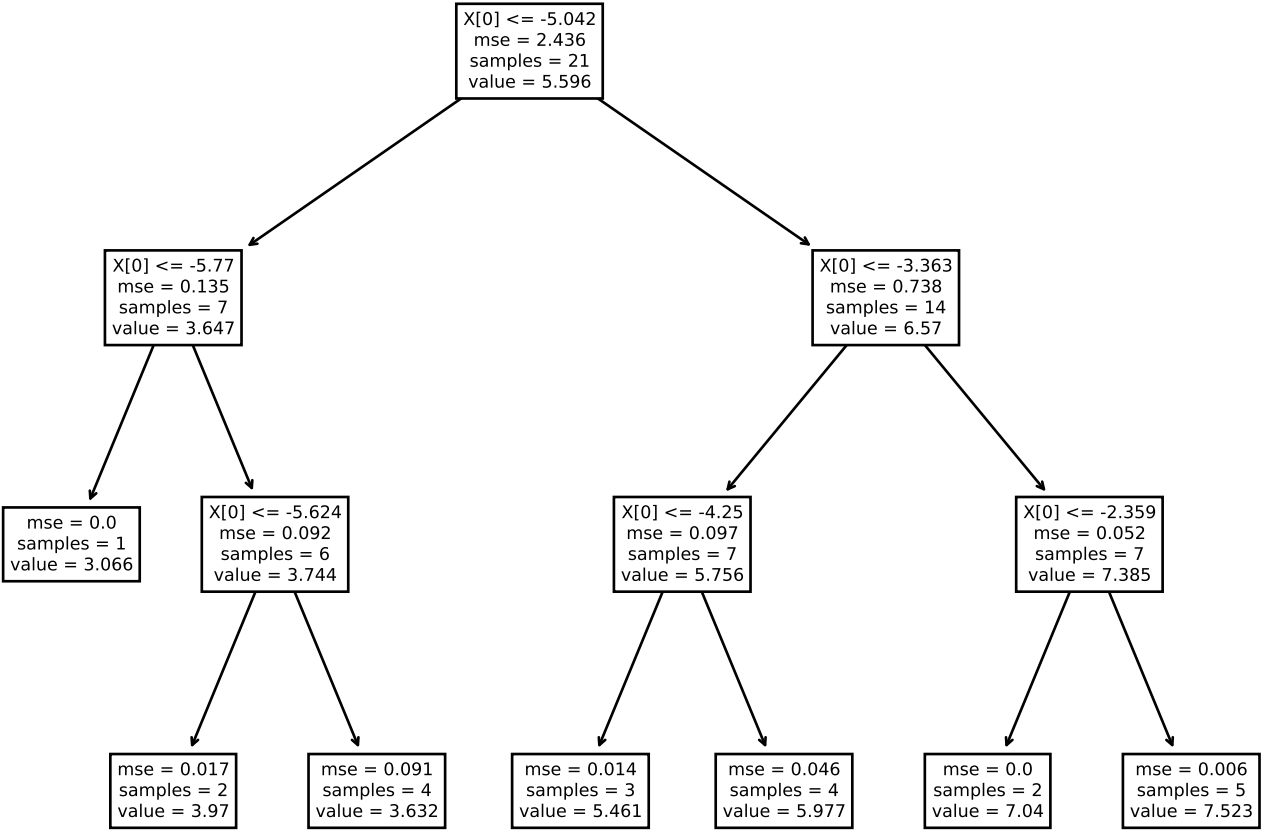 X[0] <= -5.042
mse = 2.436
samples = 21
value = 5.596
X[0] <= -5.77
mse = 0.135
samples = 7
value = 3.647
X[0] <= -3.363
mse = 0.738
samples = 14
value = 6.57
mse = 0.0
samples = 1
value = 3.066
X[0] <= -5.624
mse = 0.092
samples = 6
value = 3.744
X[0] <= -4.25
mse = 0.097
samples = 7
value = 5.756
X[0] <= -2.359
mse = 0.052
samples = 7
value = 7.385
mse = 0.017
samples = 2
value = 3.97
mse = 0.091
samples = 4
value = 3.632
mse = 0.014
samples = 3
value = 5.461
mse = 0.046
samples = 4
value = 5.977
mse = 0.0
samples = 2
value = 7.04
mse = 0.006
samples = 5
value = 7.523